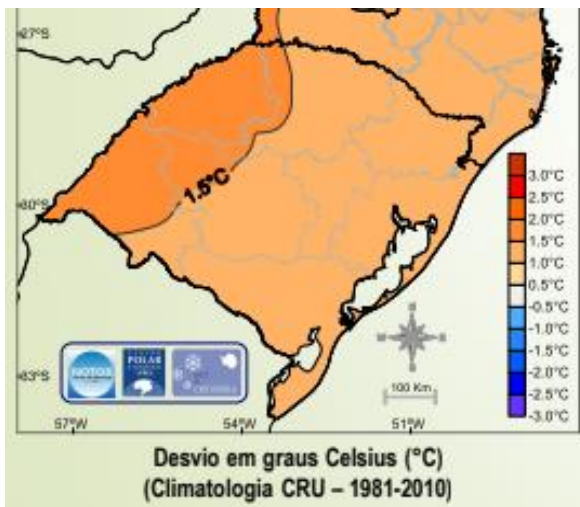 27°S
1.5°C
3.0°C
2.5°C
2.0°C
1.5°C
1.0°C
0.5°C
-0.5°C
-1.0°C
-1.5°C
-2.0°C
-2.5°C
-3.0°C
NOTOS
POLAR
100 Km
57°W
54°W
51°W
Desvio em graus Celsius (°C)
(Climatologia CRU – 1981-2010)